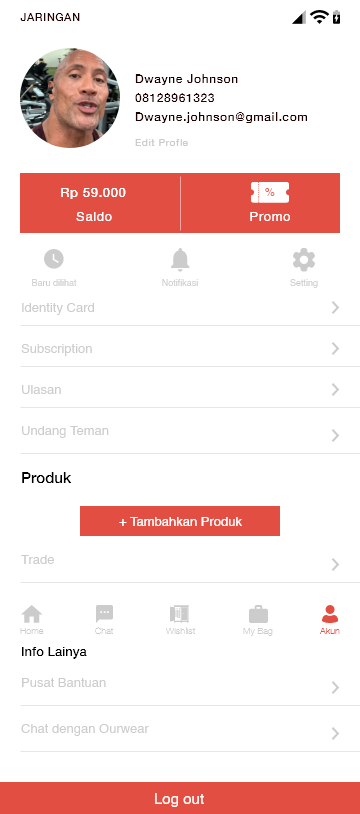 JARINGAN
Dwayne Johnson
08128961323
Dwayne.johnson@gmail.com
Edit Profle
Rp 59.000
Saldo
%
Promo
Baru dilihat
Notifikasi
Setting
Identity Card
Subscription
Ulasan
Undang Teman
Produk
+ Tambahkan Produk
Trade
Home
Chat
Wishlist
My Bag
Akun
Info Lainya
Pusat Bantuan
Chat dengan Ourwear
Log out